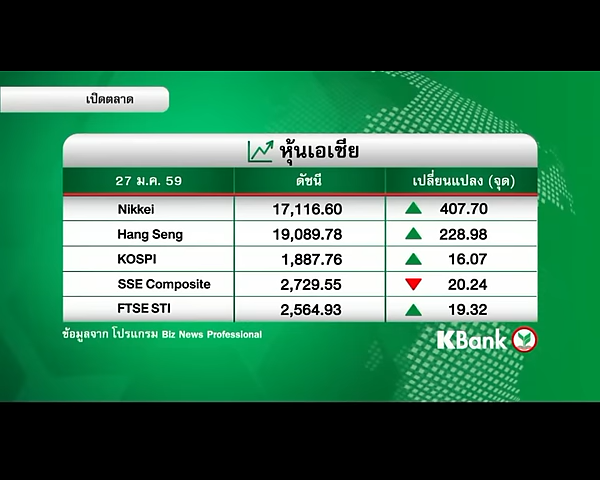 เปิดตลาด
หุ้นเอเชีย
27 ม.ค. 59 ดัชนี เปลี่ยนแปลง (จุด)
Nikkei 17,116.60 407.70
Hang Seng 19,089.78 228.98
KOSPI 1,887.76 16.07
SSE Composite 2,729.55 20.24
FTSE STI 2,564.93 19.32
ข้อมูลจาก โปรแกรม Biz News Professional
KBank